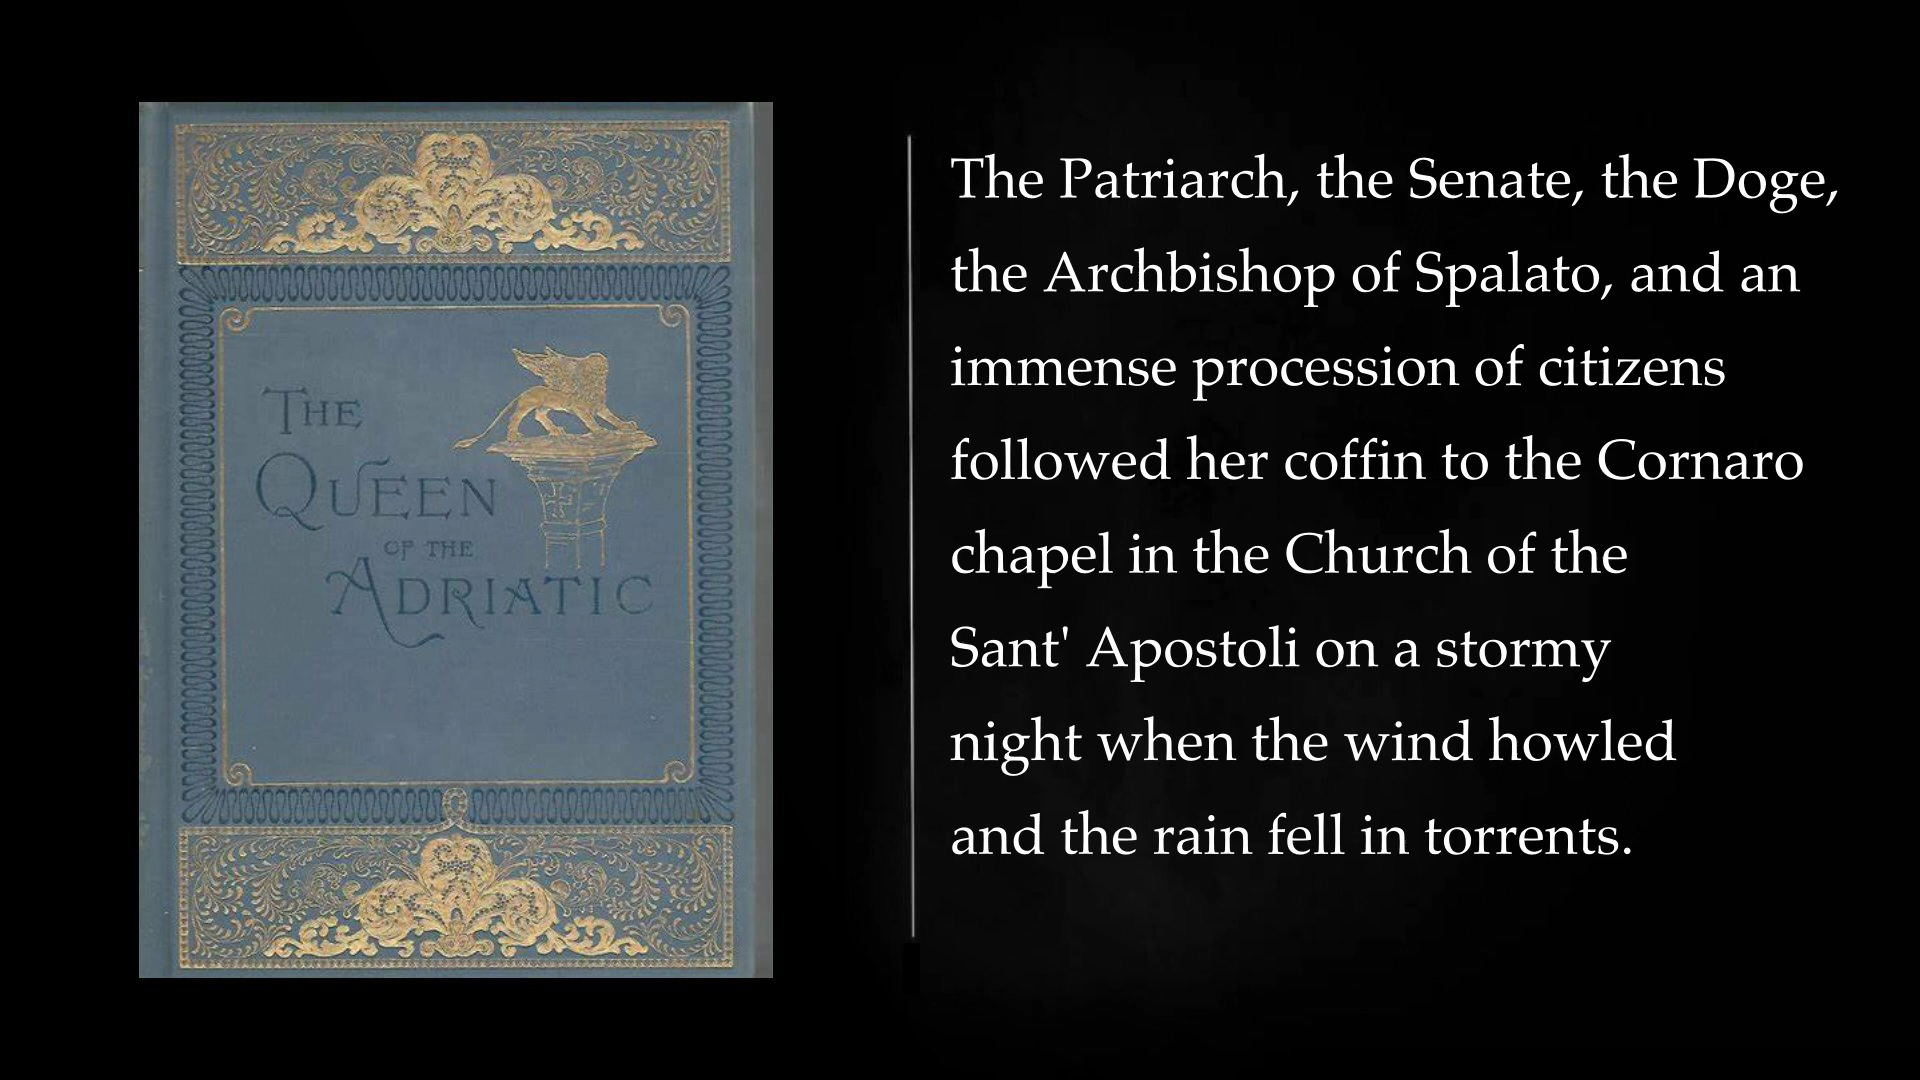 THE
QUEEN
OF THE
ADRIATIC
The Patriarch, the Senate, the Doge,
the Archbishop of Spalato, and an
immense procession of citizens
followed her coffin to the Cornaro
chapel in the Church of the
Sant' Apostoli on a stormy
night when the wind howled
and the rain fell in torrents.